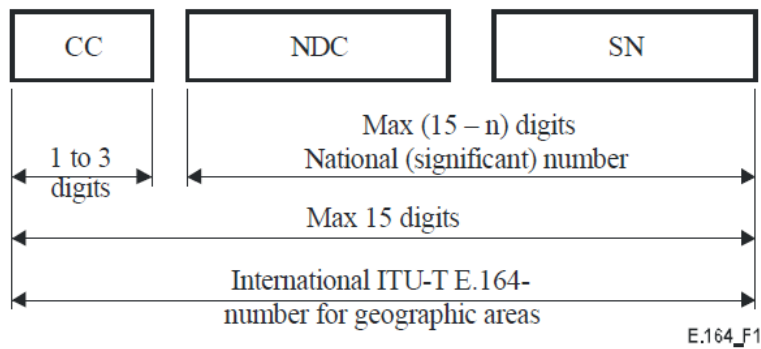 CC
NDC
SN
Max (15 – n) digits
1 to 3
National (significant) number
digits
Max 15 digits
International ITU-T E.164-
number for geographic areas
E.164_F1